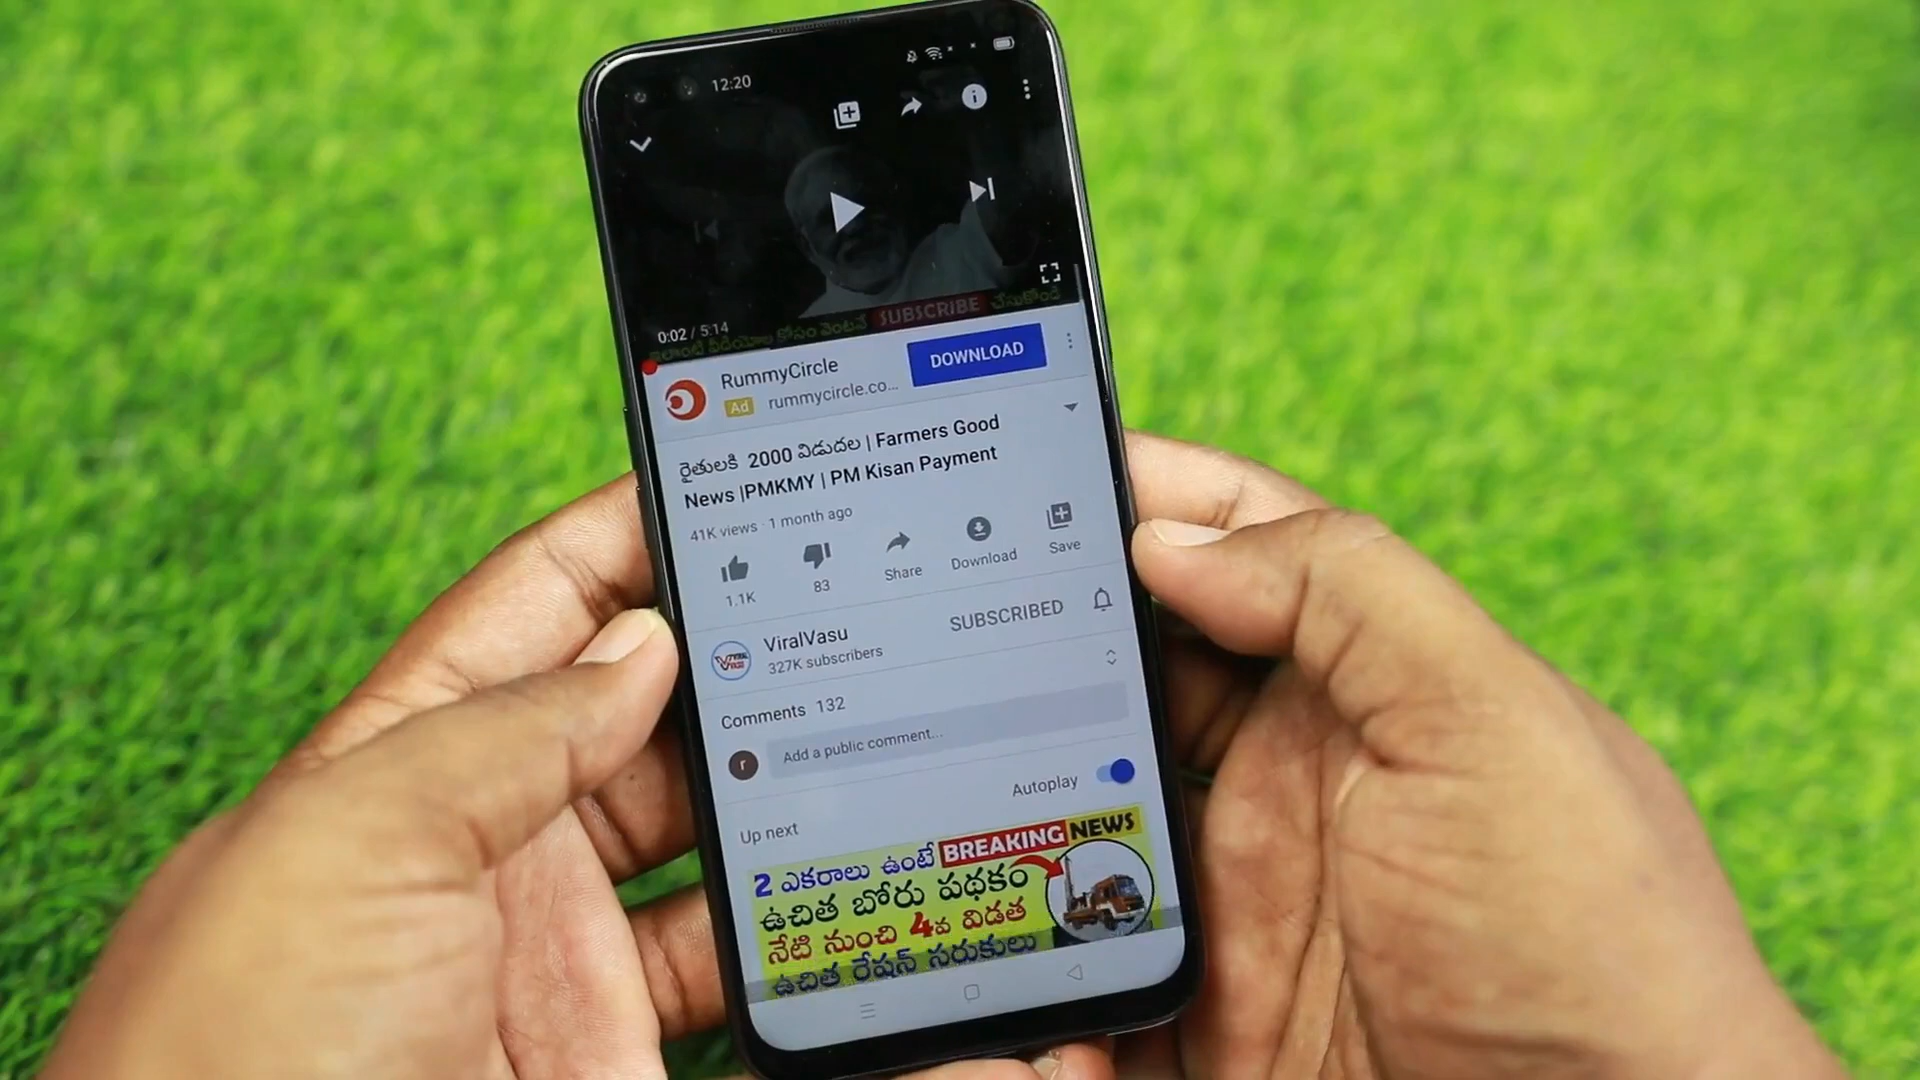 12:20
SUBSCRIBE చేసుకోండి
0:02 / 5:14
ఇలాంటి వీడియోల కోసం వెంటనే
RummyCircle
DOWNLOAD
Ad rummycircle.co...
రైతులకి 2000 విడుదల | Farmers Good
News |PMKMY | PM Kisan Payment
41K views · 1 month ago
1.1K
83
Share
Download
Save
ViralVasu
327K subscribers
SUBSCRIBED
Comments 132
r
Add a public comment...
Autoplay
Up next
2 ఎకరాలు ఉంటే BREAKING NEWS
ఉచిత బోరు పథకం
నేటి నుంచి 4వ విడత
ఉచిత రేషన్ సరుకులు